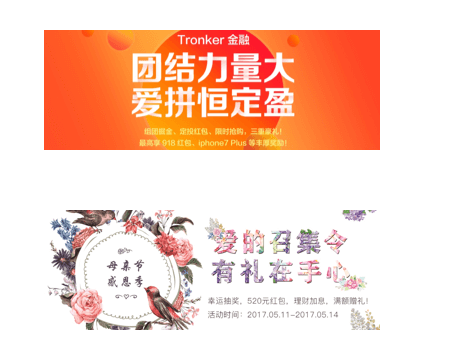 Tronker 金融
团结力量大
爱拼恒定盈
组团掘金、定投红包、限时抢购，三重豪礼！
最高享 918 红包、iphone7 Plus 等丰厚奖励！
母亲节
感恩季
爱的召集令
有礼在手心
幸运抽奖，520元红包，理财加息，满额赠礼！
活动时间：2017.05.11~2017.05.14